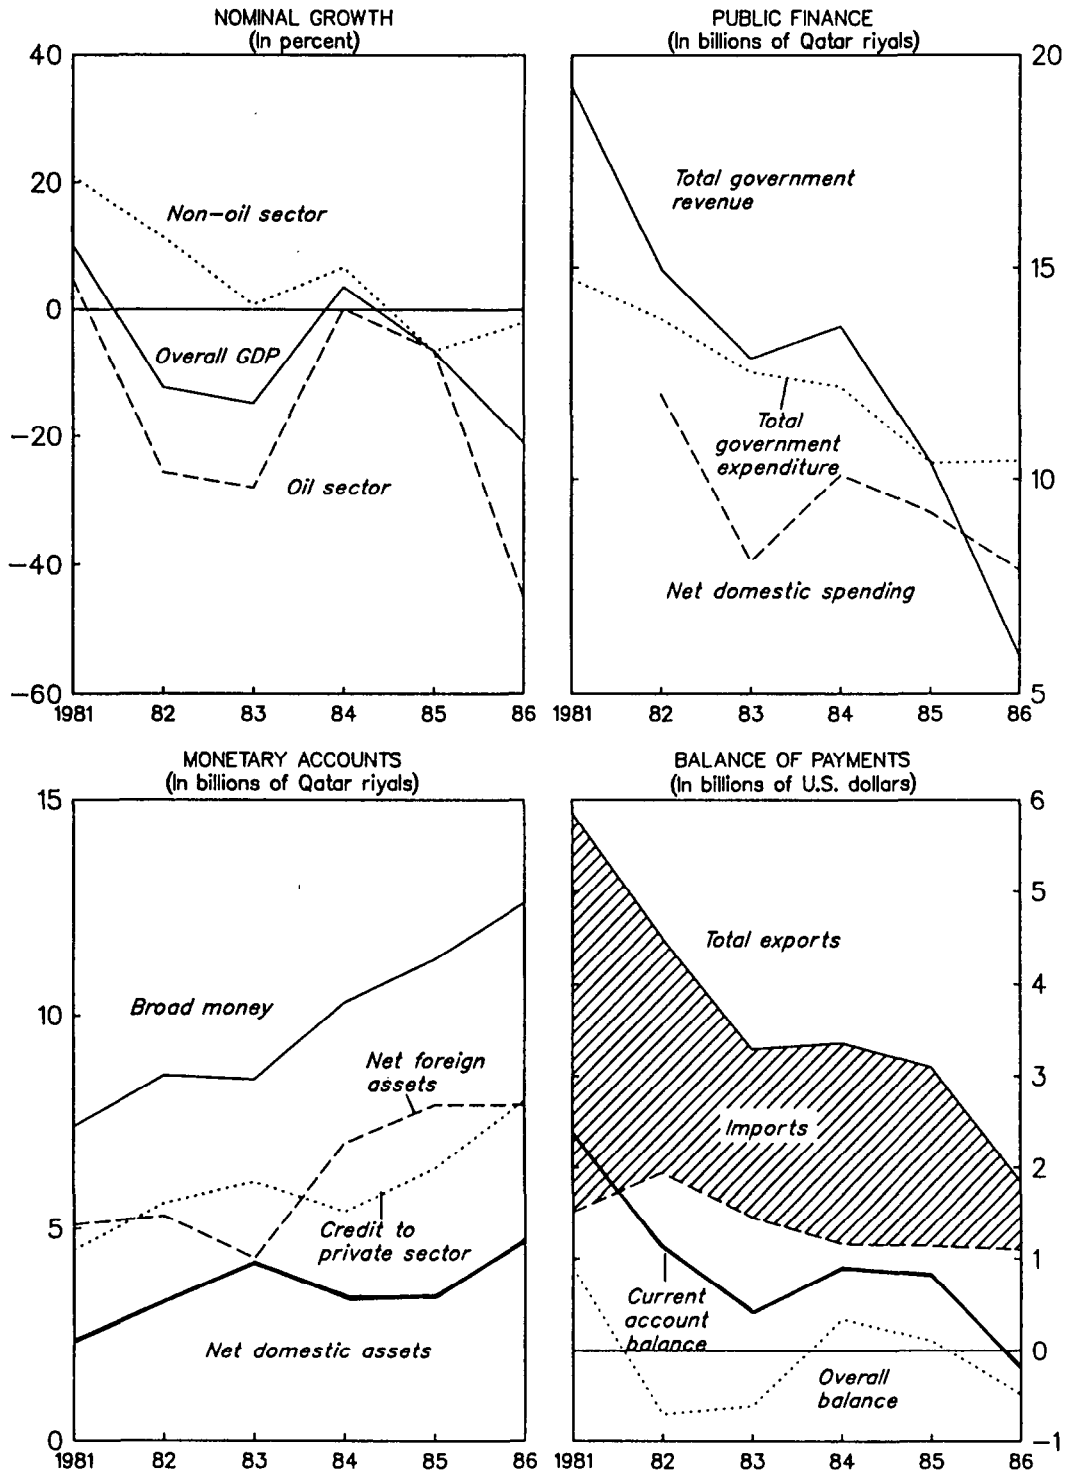 NOMINAL GROWTH
(In percent)
40
20
0
−20
−40
−60
Non−oil sector
Overall GDP
Oil sector
1981 82 83 84 85 86
PUBLIC FINANCE
(In billions of Qatar riyals)
20
15
10
5
Total government
revenue
Total
government
expenditure
Net domestic spending
1981 82 83 84 85 86
MONETARY ACCOUNTS
(In billions of Qatar riyals)
15
10
5
0
Broad money
Net foreign
assets
Credit to
private sector
Net domestic assets
1981 82 83 84 85 86
BALANCE OF PAYMENTS
(In billions of U.S. dollars)
6
5
4
3
2
1
0
−1
Total exports
Imports
Current
account
balance
Overall
balance
1981 82 83 84 85 86